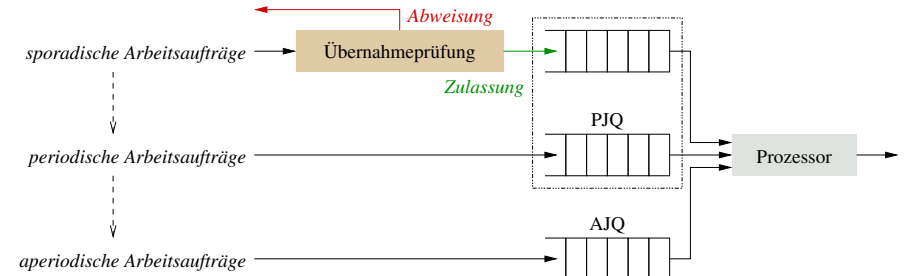 Abweisung
sporadische Arbeitsaufträge
Übernahmeprüfung
Zulassung
PJQ
periodische Arbeitsaufträge
Prozessor
AJQ
aperiodische Arbeitsaufträge